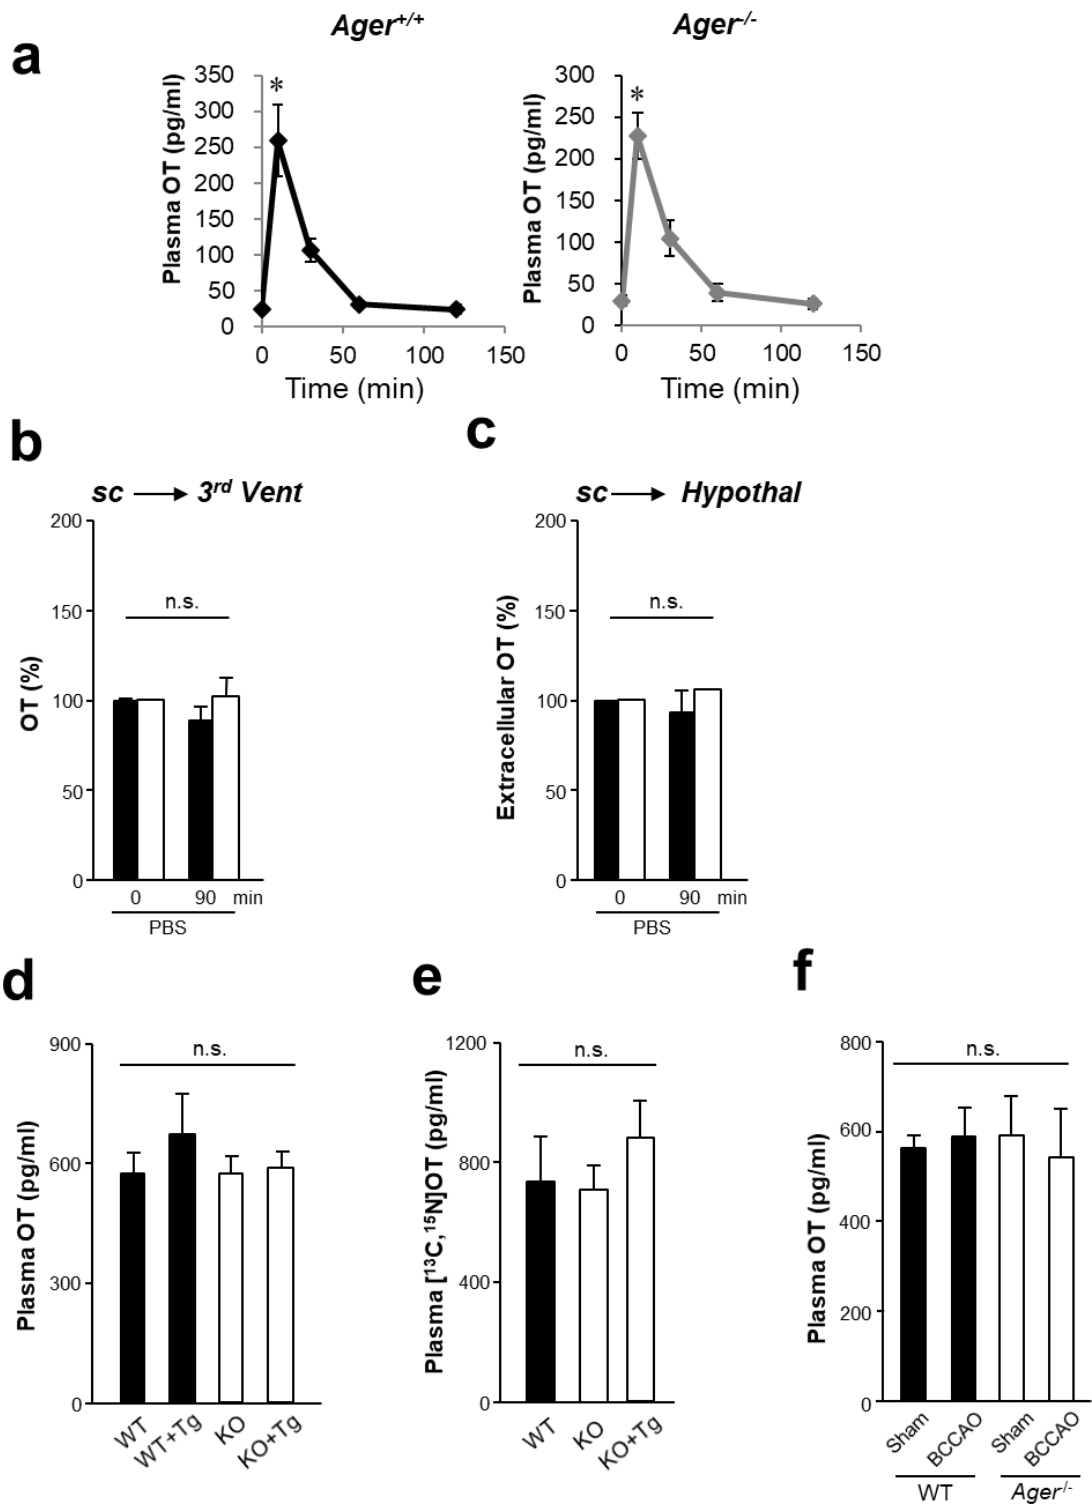 a
Ager+/+
Ager-/-
Plasma OT (pg/ml)
350
300
250
200
150
100
50
0
*
0 50 100 150
Time (min)
Plasma OT (pg/ml)
300
250
200
150
100
50
0
*
0 50 100 150
Time (min)
b
sc → 3rd Vent
OT (%)
200
150
100
50
0
n.s.
0 90 min
PBS
c
sc → Hypothal
Extracellular OT (%)
200
150
100
50
0
n.s.
0 90 min
PBS
d
Plasma OT (pg/ml)
900
600
300
0
n.s.
WT WT+Tg KO KO+Tg
e
Plasma [13C,15N]OT (pg/ml)
1200
800
400
0
n.s.
WT KO KO+Tg
f
Plasma OT (pg/ml)
800
600
400
200
0
n.s.
Sham BCCAO Sham BCCAO
WT Ager-/-